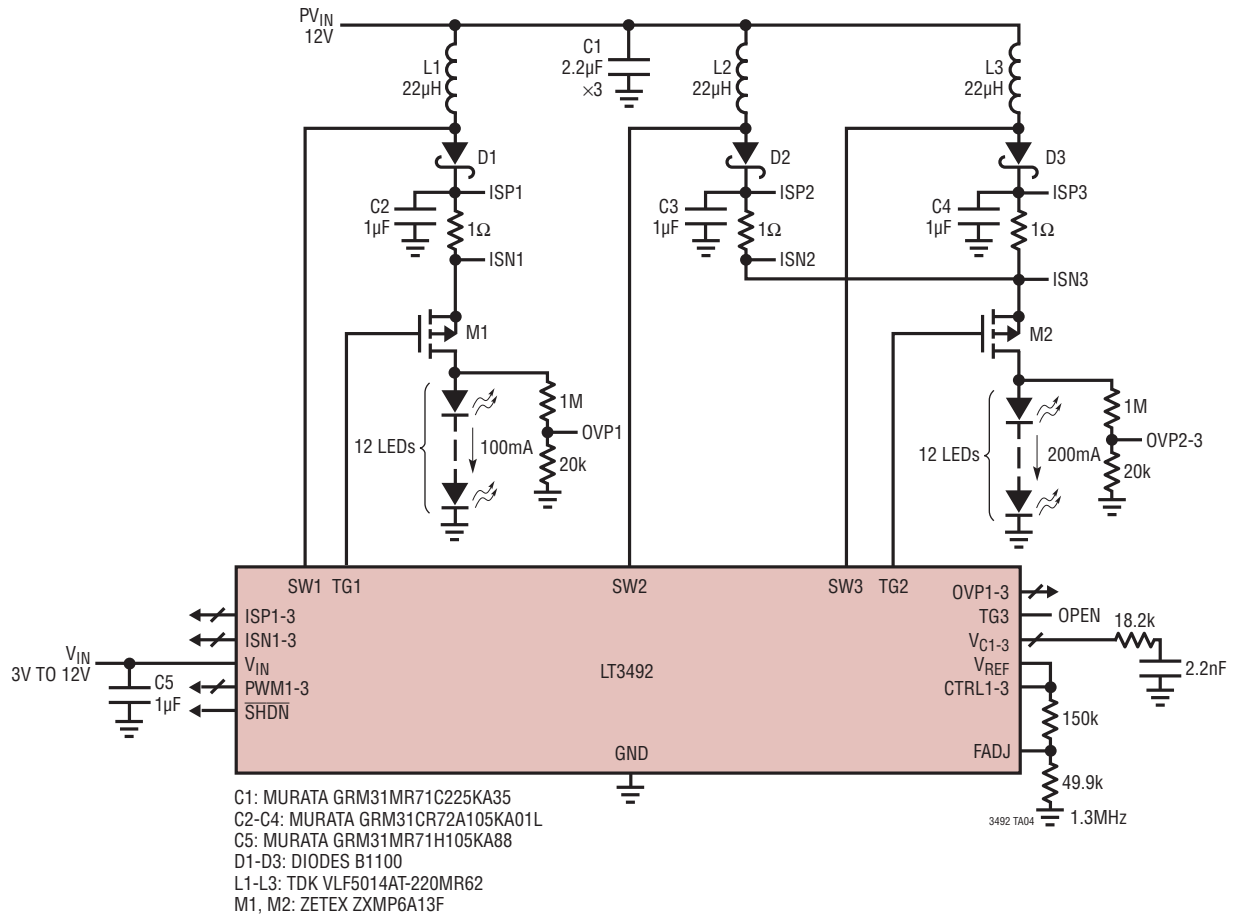 PVIN
12V
L1
22µH
C1
2.2µF
×3
L2
22µH
L3
22µH
D1
D2
D3
ISP1
ISP2
ISP3
C2
1µF
1Ω
C3
1µF
1Ω
C4
1µF
1Ω
ISN1
ISN2
ISN3
M1
M2
12 LEDs
100mA
1M
OVP1
20k
12 LEDs
200mA
1M
OVP2-3
20k
SW1
TG1
SW2
SW3
TG2
OVP1-3
ISP1-3
TG3
OPEN
18.2k
ISN1-3
VC1-3
VIN
3V TO 12V
VIN
LT3492
VREF
2.2nF
C5
1µF
PWM1-3
CTRL1-3
SHDN
150k
GND
FADJ
49.9k
3492 TA04
1.3MHz
C1: MURATA GRM31MR71C225KA35
C2-C4: MURATA GRM31CR72A105KA01L
C5: MURATA GRM31MR71H105KA88
D1-D3: DIODES B1100
L1-L3: TDK VLF5014AT-220MR62
M1, M2: ZETEX ZXMP6A13F